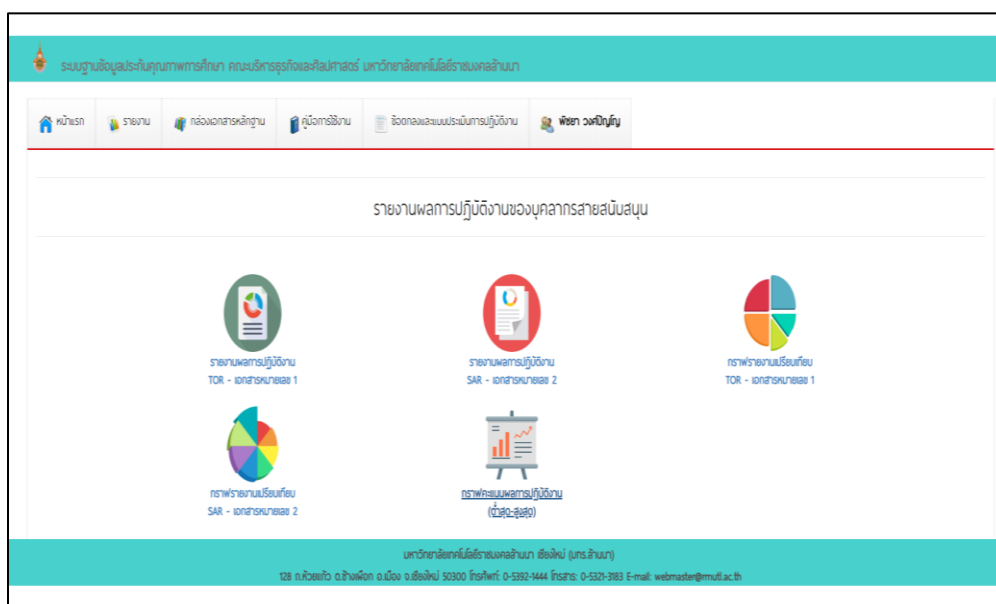 ระบบฐานข้อมูลประกันคุณภาพการศึกษา คณะบริหารธุรกิจและศิลปศาสตร์ มหาวิทยาลัยเทคโนโลยีราชมงคลล้านนา
หน้าแรก รายงาน กล่องเอกสารหลักฐาน คู่มือการใช้งาน ข้อตกลงและแบบประเมินการปฏิบัติงาน พัชยา วงศ์ปัญโญ
รายงานผลการปฏิบัติงานของบุคลากรสายสนับสนุน
รายงานผลการปฏิบัติงาน รายงานผลการปฏิบัติงาน กราฟรายงานเปรียบเทียบ
TOR - เอกสารหมายเลข 1 SAR - เอกสารหมายเลข 2 TOR - เอกสารหมายเลข 1
กราฟรายงานเปรียบเทียบ กราฟคะแนนผลการปฏิบัติงาน
SAR - เอกสารหมายเลข 2 (ต่ำสุด-สูงสุด)
มหาวิทยาลัยเทคโนโลยีราชมงคลล้านนา เชียงใหม่ (มทร.ล้านนา)
128 ถ.ห้วยแก้ว ต.ช้างเผือก อ.เมือง จ.เชียงใหม่ 50300 โทรศัพท์: 0-5392-1444 โทรสาร: 0-5321-3183 E-mail: webmaster@rmutl.ac.th